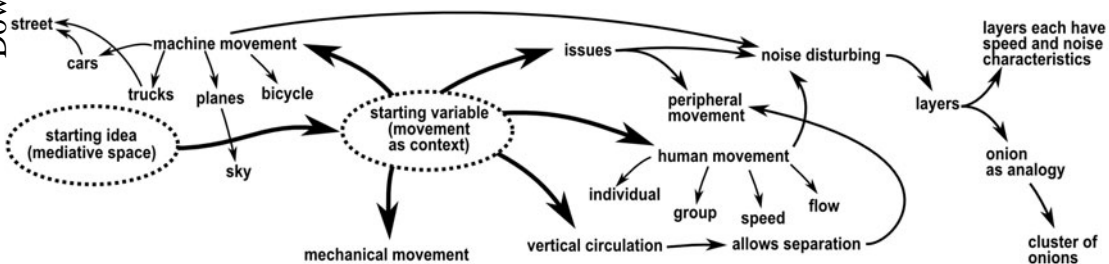 Dow
street
cars
machine movement
trucks
planes
bicycle
sky
starting idea
(mediative space)
starting variable
(movement
as context)
mechanical movement
issues
noise disturbing
peripheral
movement
human movement
individual
group
speed
flow
vertical circulation
allows separation
layers
layers each have
speed and noise
characteristics
onion
as analogy
cluster of
onions